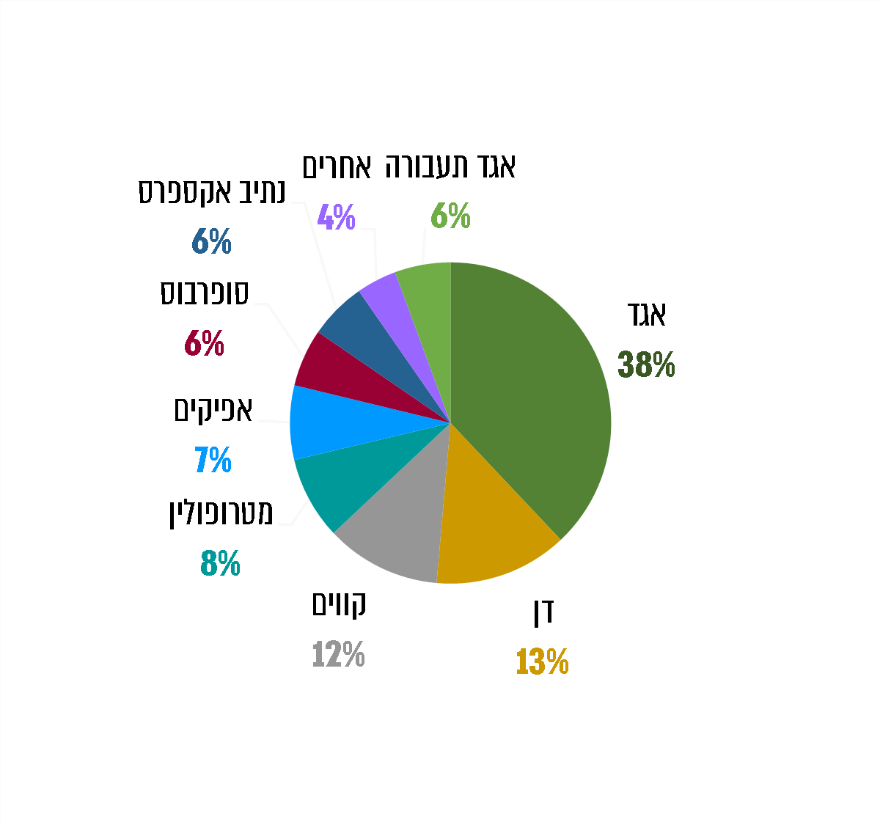 אגד תעבורה
6%
אחרים
4%
נתיב אקספרס
6%
סופרבוס
6%
אפיקים
7%
מטרופולין
8%
קווים
12%
דן
13%
אגד
38%